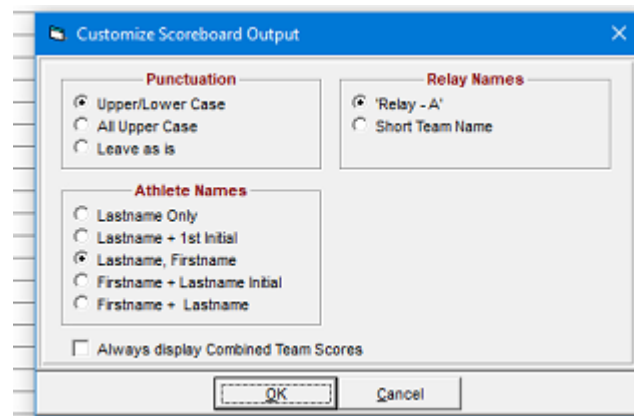 Customize Scoreboard Output
Punctuation
Upper/Lower Case
All Upper Case
Leave as is
Relay Names
'Relay - A'
Short Team Name
Athlete Names
Lastname Only
Lastname + 1st Initial
Lastname, Firstname
Firstname + Lastname Initial
Firstname + Lastname
Always display Combined Team Scores
OK
Cancel